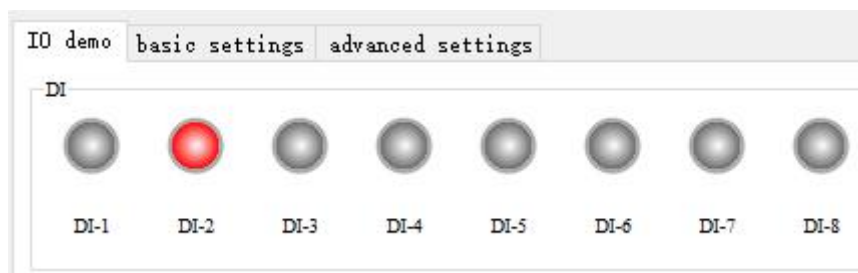 IO demo basic settings advanced settings
DI
DI-1 DI-2 DI-3 DI-4 DI-5 DI-6 DI-7 DI-8